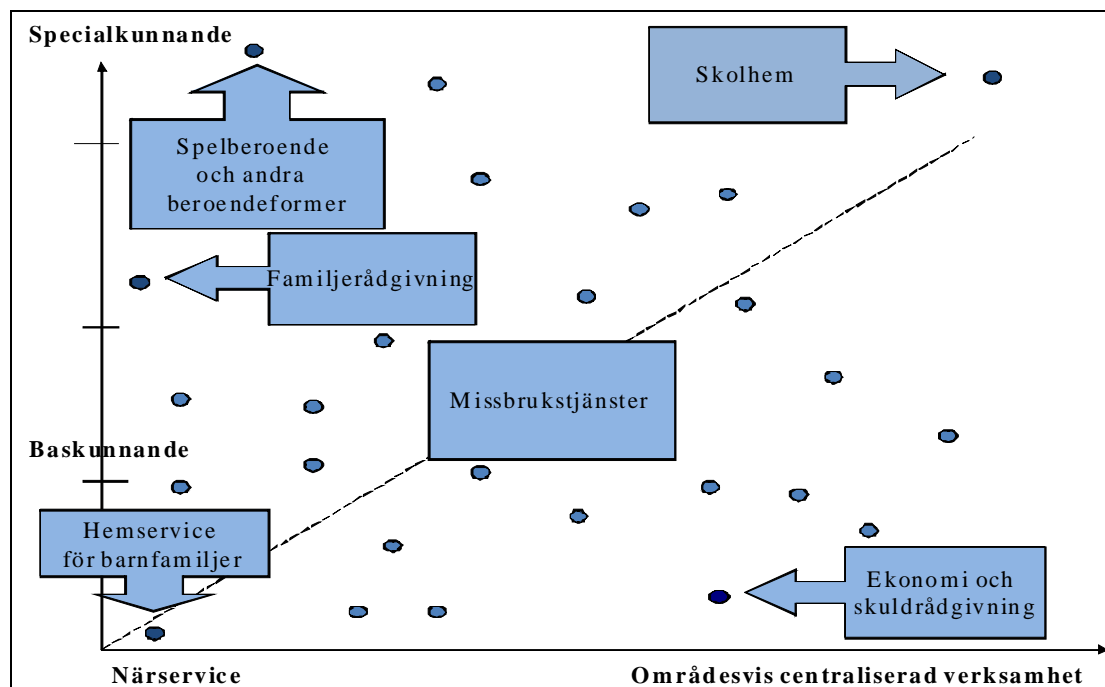 Specialkunnande
Skolhem
Spelberoende
och andra
beroendeformer
Familjerådgivning
Missbrukstjänster
Baskunnande
Hemservice
för barnfamiljer
Ekonomi och
skuldrådgivning
Närservice
Områdesvis centraliserad verksamhet